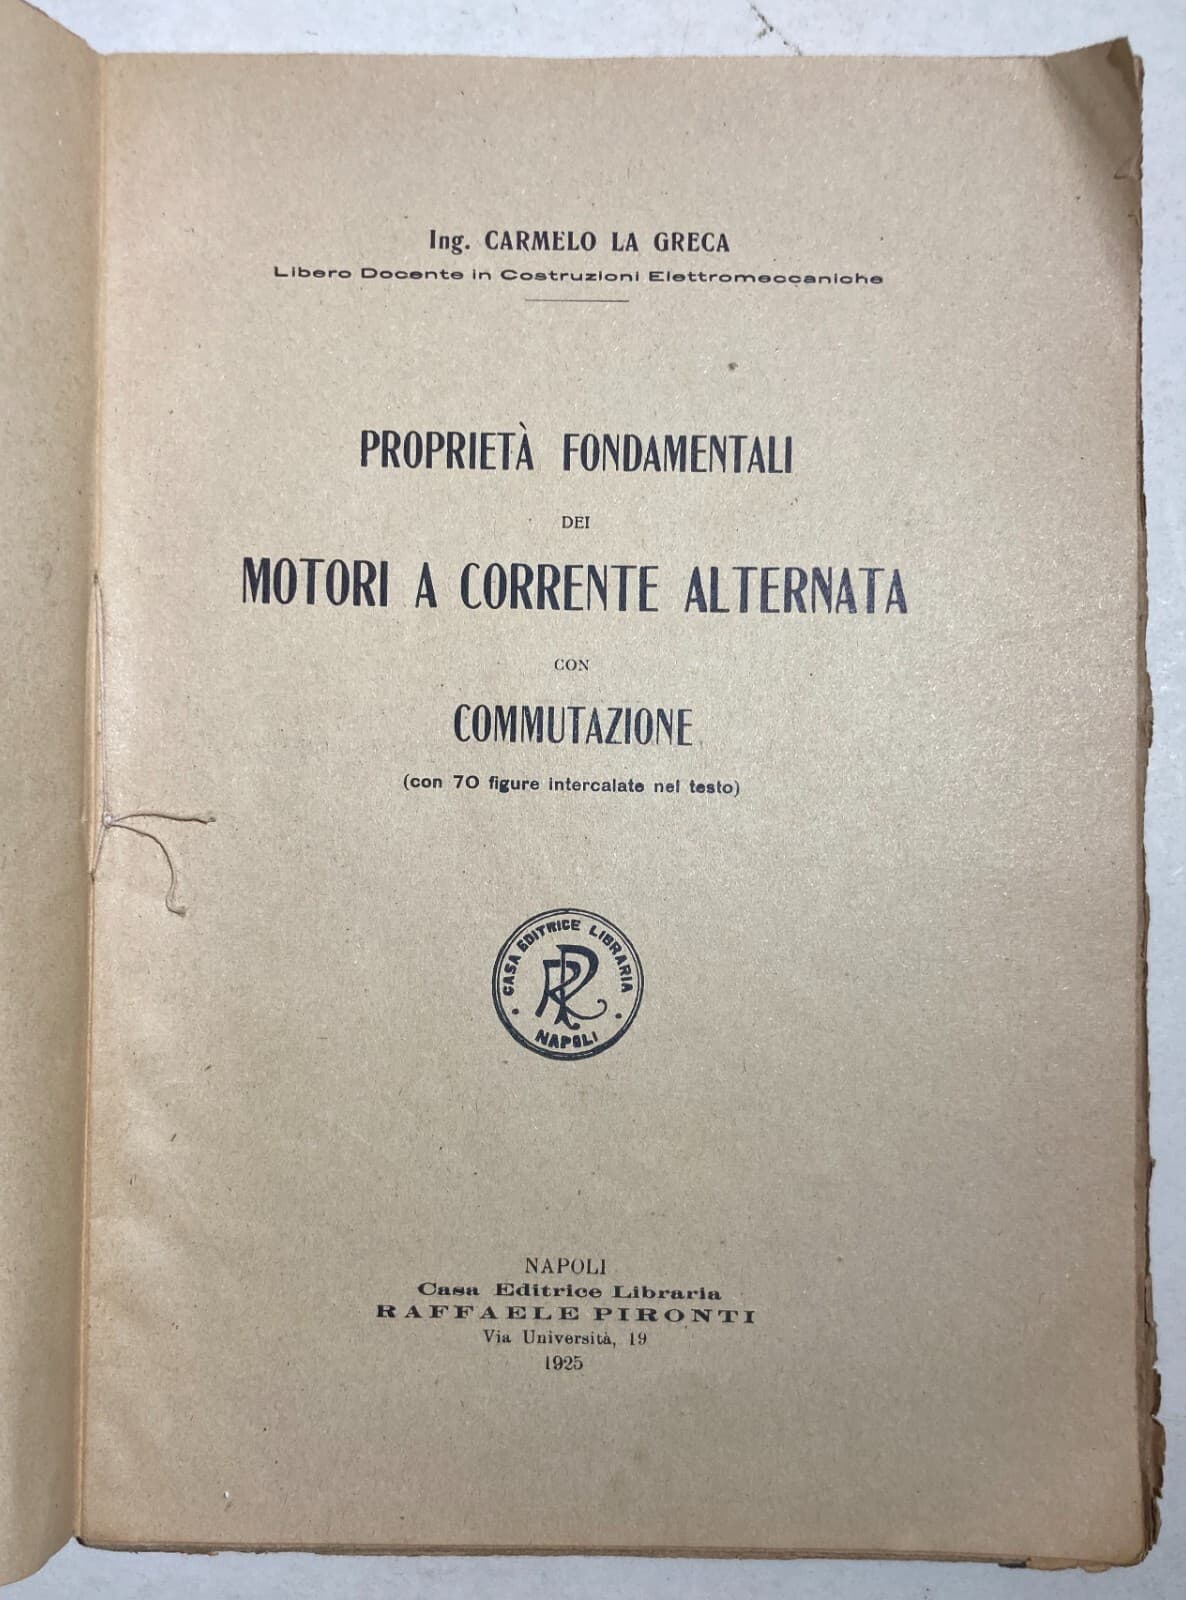 Ing. CARMELO LA GRECA
Libero Docente in Costruzioni Elettromeccaniche
PROPRIETÀ FONDAMENTALI
DEI
MOTORI A CORRENTE ALTERNATA
CON
COMMUTAZIONE
(con 70 figure intercalate nel testo)
CASA EDITRICE LIBRARIA
RP
NAPOLI
NAPOLI
Casa Editrice Libraria
RAFFAELE PIRONTI
Via Università, 19
1925